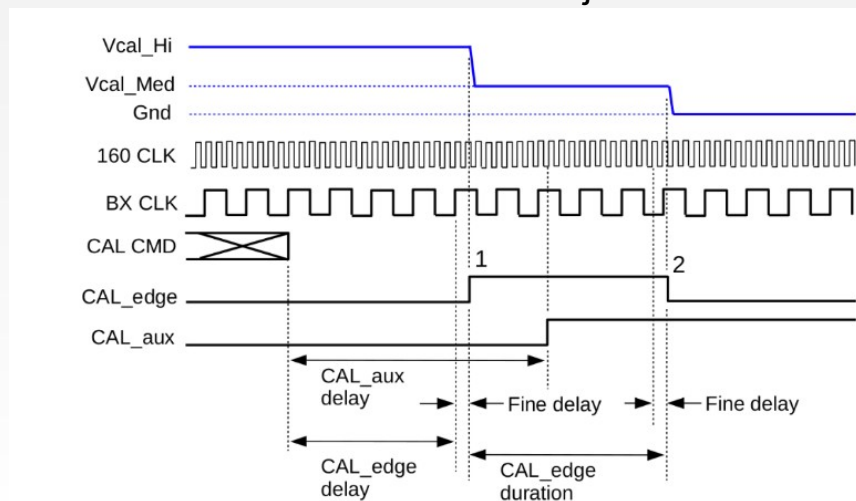 Vcal_Hi
Vcal_Med
Gnd
160 CLK
BX CLK
CAL CMD
1
2
CAL_edge
CAL_aux
CAL_aux
delay
Fine delay
Fine delay
CAL_edge
delay
CAL_edge
duration